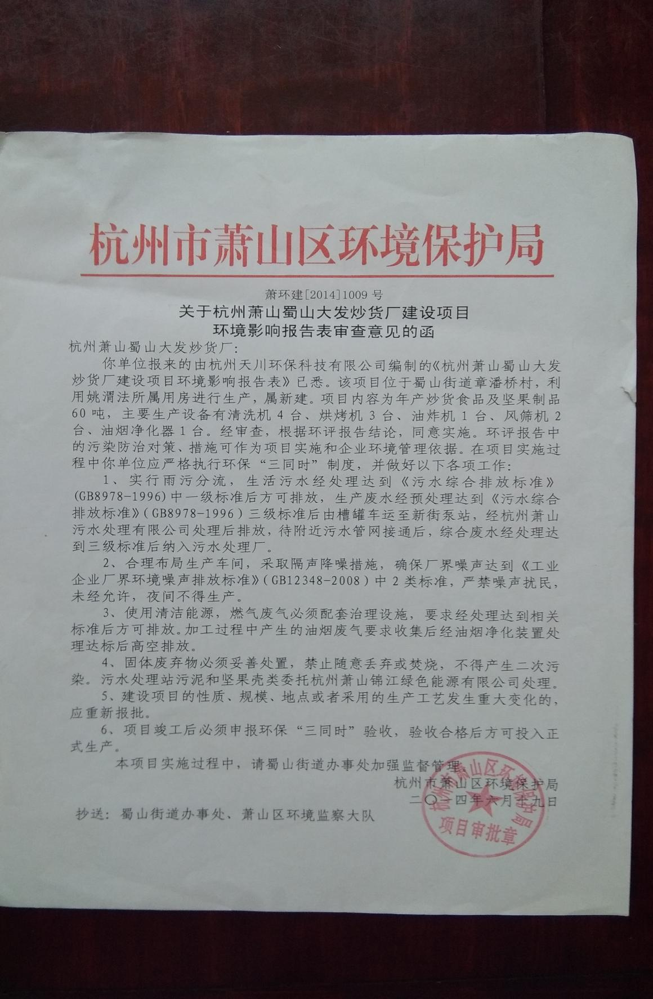 杭州市萧山区环境保护局
萧环建[2014]1009 号
关于杭州萧山蜀山大发炒货厂建设项目
环境影响报告表审查意见的函
杭州萧山蜀山大发炒货厂：
你单位报来的由杭州天川环保科技有限公司编制的《杭州萧山蜀山大发
炒货厂建设项目环境影响报告表》已悉。该项目位于蜀山街道章潘桥村，利
用姚渭法所属用房进行生产，属新建。项目内容为年产炒货食品及坚果制品
60 吨，主要生产设备有清洗机 4 台、烘烤机 3 台、油炸机 1 台、风筛机 2
台、油烟净化器 1 台。经审查，根据环评报告结论，同意实施。环评报告中
的污染防治对策、措施可作为项目实施和企业环境管理依据。在项目实施过
程中你单位应严格执行环保“三同时”制度，并做好以下各项工作：
1、实行雨污分流，生活污水经处理达到《污水综合排放标准》
(GB8978-1996)中一级标准后方可排放，生产废水经预处理达到《污水综合
排放标准》(GB8978-1996)三级标准后由槽罐车运至新街泵站，经杭州萧山
污水处理有限公司处理后排放，待附近污水管网接通后，综合废水经处理达
到三级标准后纳入污水处理厂。
2、合理布局生产车间，采取隔声降噪措施，确保厂界噪声达到《工业
企业厂界环境噪声排放标准》(GB12348-2008)中 2 类标准，严禁噪声扰民，
未经允许，夜间不得生产。
3、使用清洁能源，燃气废气必须配套治理设施，要求经处理达到相关
标准后方可排放。加工过程中产生的油烟废气要求收集后经油烟净化装置处
理达标后高空排放。
4、固体废弃物必须妥善处置，禁止随意丢弃或焚烧，不得产生二次污
染。污水处理站污泥和坚果壳类委托杭州萧山锦江绿色能源有限公司处理。
5、建设项目的性质、规模、地点或者采用的生产工艺发生重大变化的，
应重新报批。
6、项目竣工后必须申报环保“三同时”验收，验收合格后方可投入正
式生产。
本项目实施过程中，请蜀山街道办事处加强监督管理。
杭州市萧山区环境保护局
二〇一四年六月十九日
抄送：蜀山街道办事处、萧山区环境监察大队
杭州市萧山区环境保护局
项目审批章